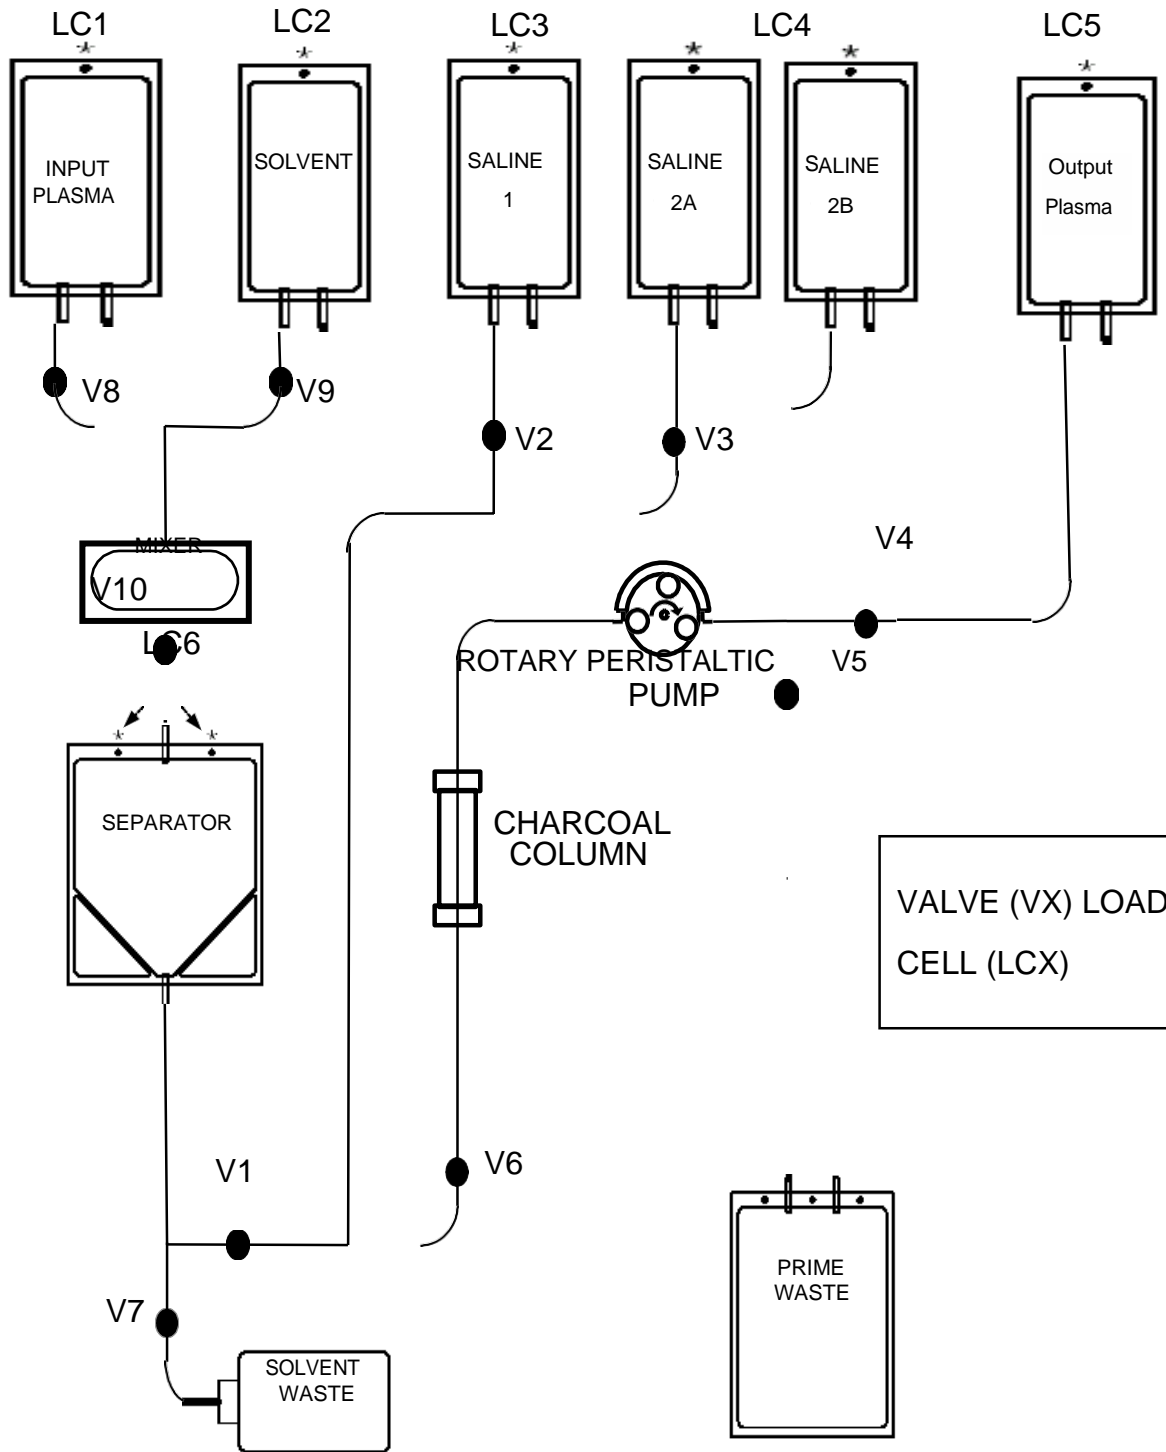 LC1
LC2
LC3
LC4
LC5
INPUT
PLASMA
SOLVENT
SALINE
1
SALINE
2A
SALINE
2B
Output
Plasma
V8
V9
V2
V3
V4
MIXER
V10
LC6
V5
ROTARY PERISTALTIC
PUMP
SEPARATOR
CHARCOAL
COLUMN
VALVE (VX) LOAD
CELL (LCX)
V1
V6
V7
PRIME
WASTE
SOLVENT
WASTE